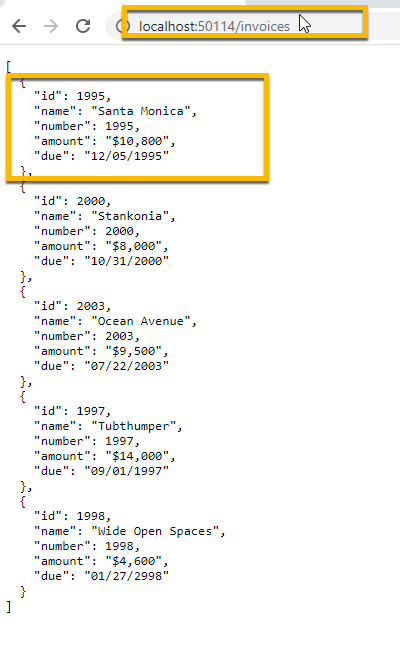 localhost:50114/invoices
[
  {
    "id": 1995,
    "name": "Santa Monica",
    "number": 1995,
    "amount": "$10,800",
    "due": "12/05/1995"
  },
  {
    "id": 2000,
    "name": "Stankonia",
    "number": 2000,
    "amount": "$8,000",
    "due": "10/31/2000"
  },
  {
    "id": 2003,
    "name": "Ocean Avenue",
    "number": 2003,
    "amount": "$9,500",
    "due": "07/22/2003"
  },
  {
    "id": 1997,
    "name": "Tubthumper",
    "number": 1997,
    "amount": "$14,000",
    "due": "09/01/1997"
  },
  {
    "id": 1998,
    "name": "Wide Open Spaces",
    "number": 1998,
    "amount": "$4,600",
    "due": "01/27/2998"
  }
]